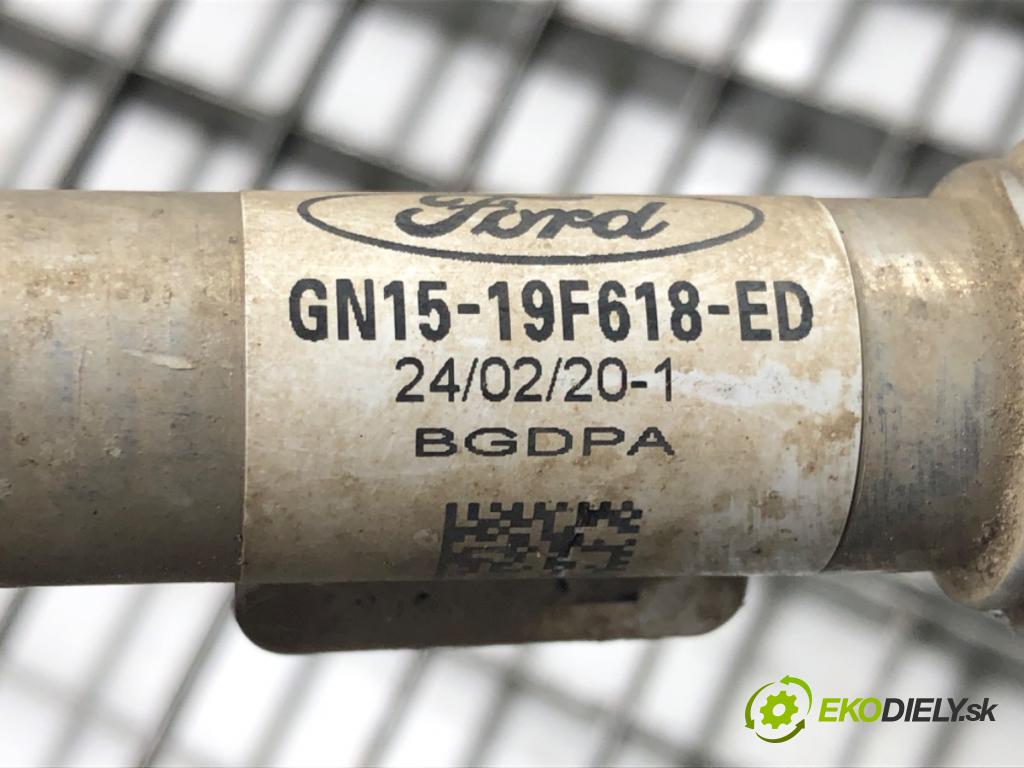 Ford
GN15-19F618-ED
24/02/20-1
BGDPA
EKODIELY.sk